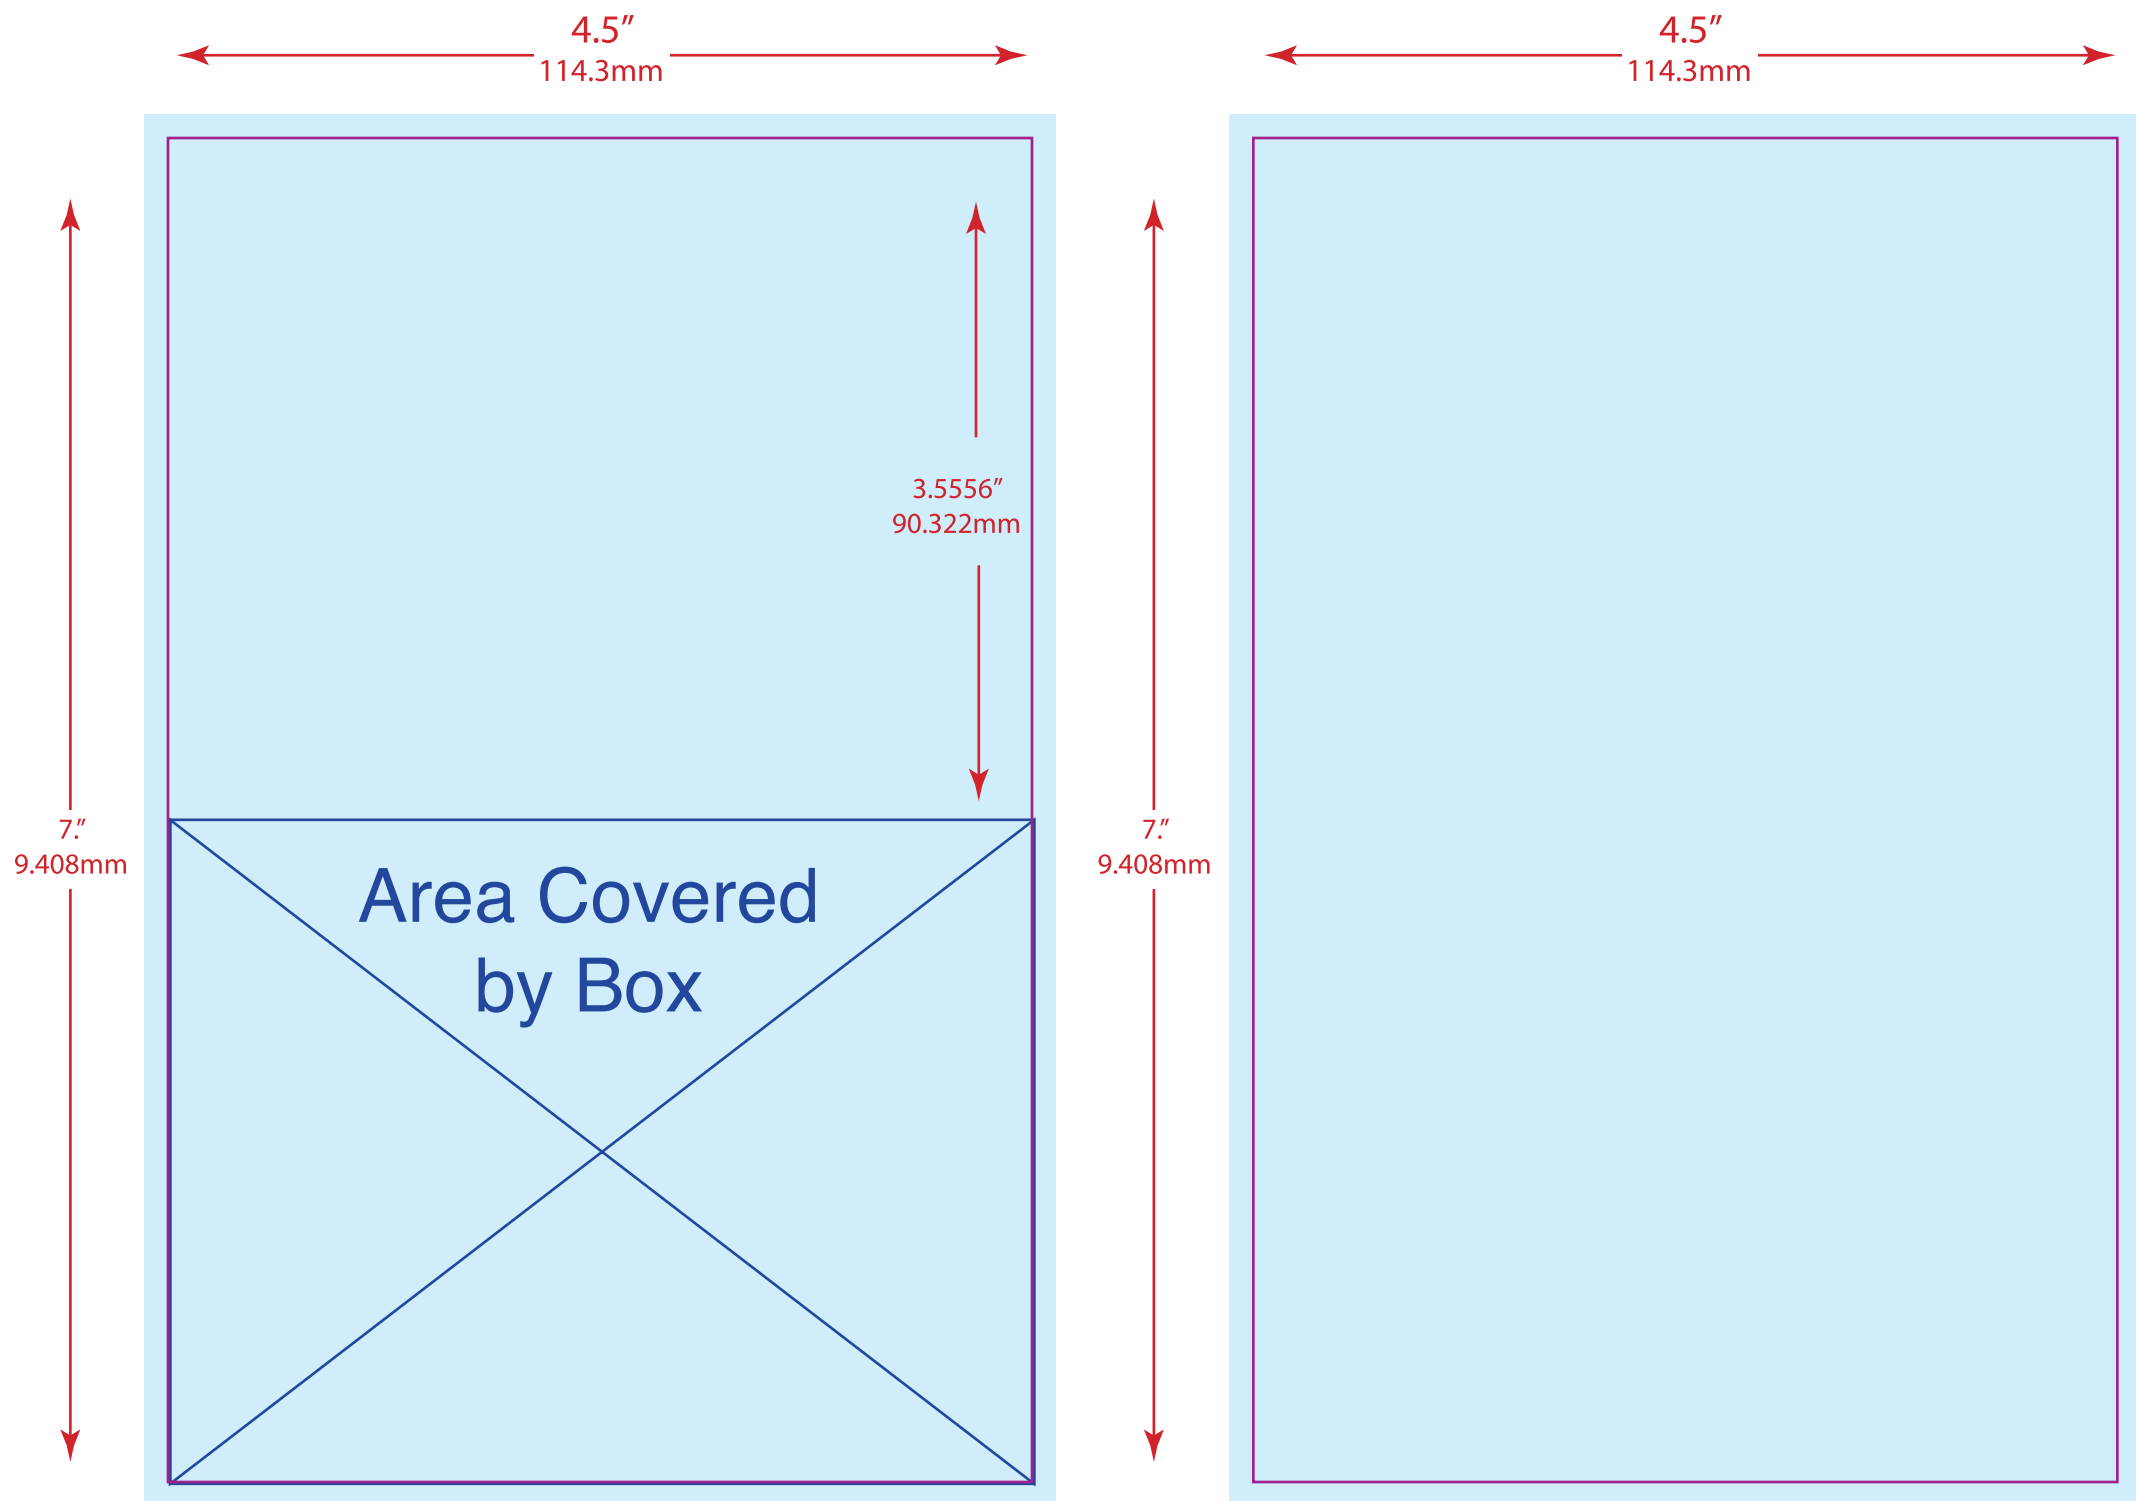 4.5”
114.3mm
4.5”
114.3mm
3.5556”
90.322mm
7.”
9.408mm
7.”
9.408mm
Area Covered
by Box